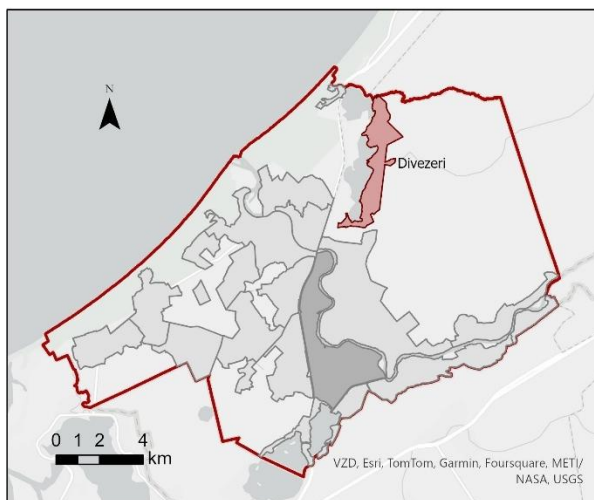 N
Divezeri
0 1 2 4
km
VZD, Esri, TomTom, Garmin, Foursquare, METI/
NASA, USGS